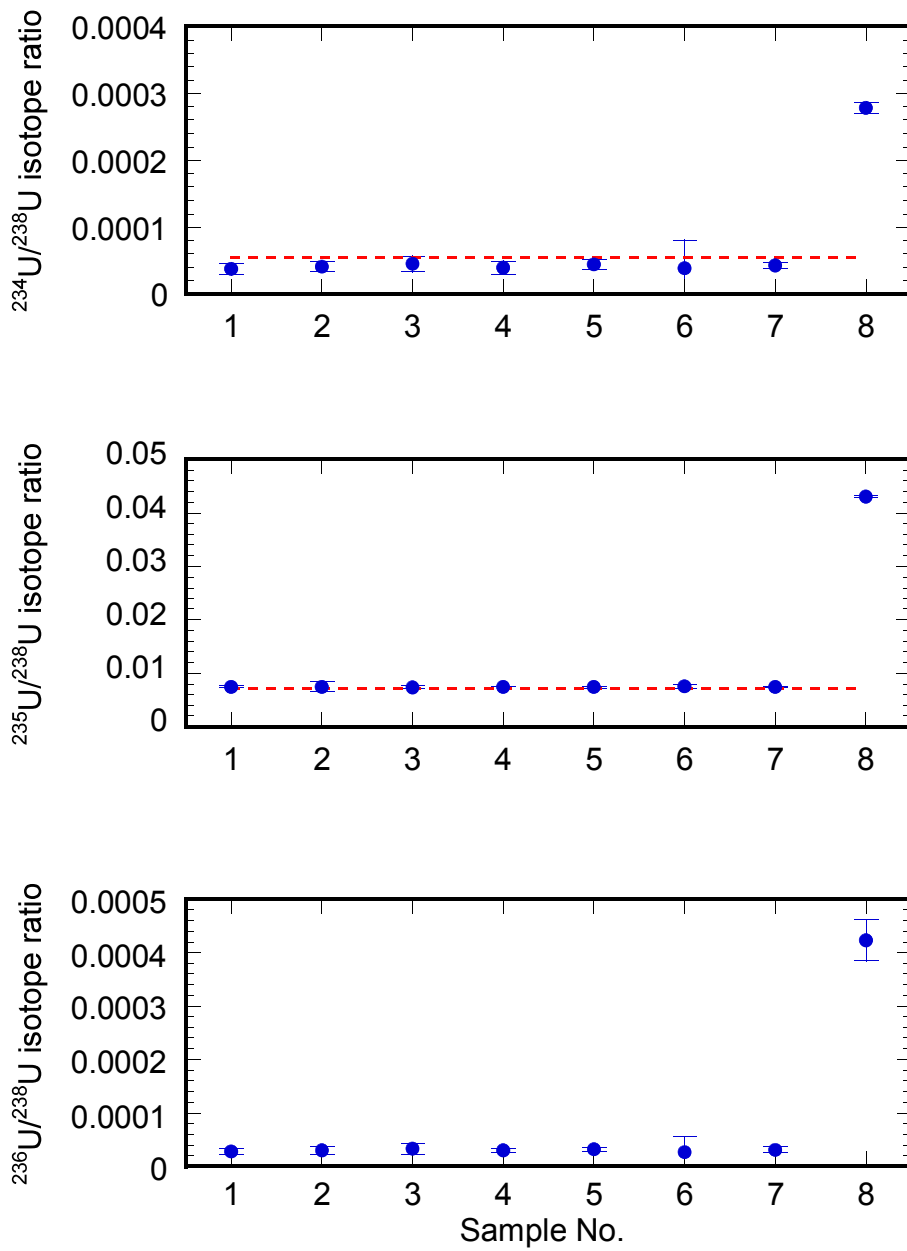 ²³⁴U/²³⁸U isotope ratio
0.0004
0.0003
0.0002
0.0001
0
1 2 3 4 5 6 7 8
²³⁵U/²³⁸U isotope ratio
0.05
0.04
0.03
0.02
0.01
0
1 2 3 4 5 6 7 8
²³⁶U/²³⁸U isotope ratio
0.0005
0.0004
0.0003
0.0002
0.0001
0
1 2 3 4 5 6 7 8
Sample No.